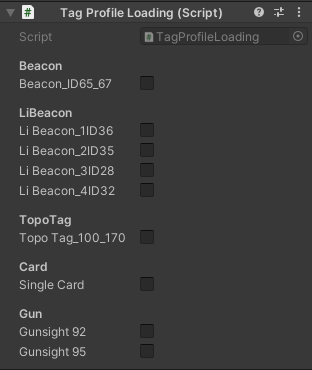 Tag Profile Loading (Script)
Script TagProfileLoading
Beacon
Beacon_ID65_67
LiBeacon
Li Beacon_1ID36
Li Beacon_2ID35
Li Beacon_3ID28
Li Beacon_4ID32
TopoTag
Topo Tag_100_170
Card
Single Card
Gun
Gunsight 92
Gunsight 95